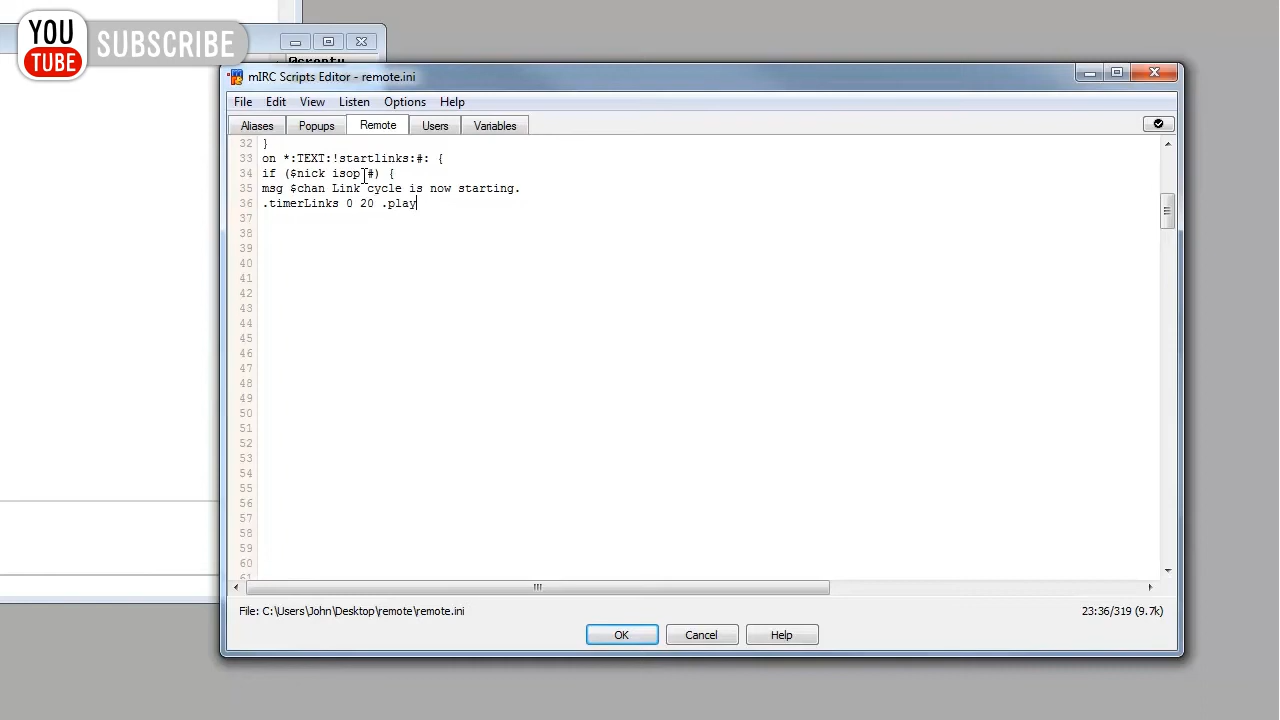 YOU
TUBE
SUBSCRIBE
mIRC Scripts Editor - remote.ini
File Edit View Listen Options Help
Aliases Popups Remote Users Variables
32 }
33 on *:TEXT:!startlinks:#: {
34 if ($nick isop #) {
35 msg $chan Link cycle is now starting.
36 .timerLinks 0 20 .play
37
38
39
40
41
42
43
44
45
46
47
48
49
50
51
52
53
54
55
56
57
58
59
60
61
File: C:\Users\John\Desktop\remote\remote.ini
23:36/319 (9.7k)
OK Cancel Help